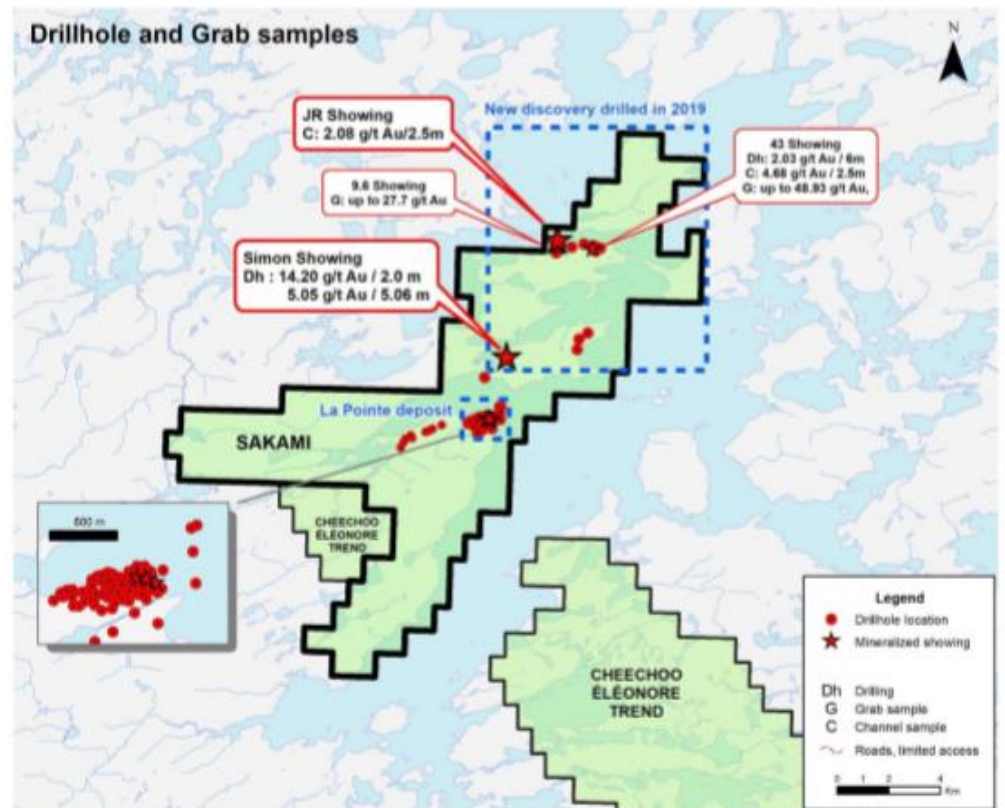 Drillhole and Grab samples
N
New discovery drilled in 2019
JR Showing
C: 2.08 g/t Au/2.5m
43 Showing
Dh: 2.03 g/t Au / 6m
C: 4.68 g/t Au / 2.5m
G: up to 48.93 g/t Au,
9.6 Showing
G: up to 27.7 g/t Au
Simon Showing
Dh : 14.20 g/t Au / 2.0 m
5.05 g/t Au / 5.06 m
La Pointe deposit
SAKAMI
500 m
CHEECHOO
ÉLÉONORE
TREND
CHEECHOO
ÉLÉONORE
TREND
Legend
Drillhole location
Mineralized showing
Dh Drilling
G Grab sample
C Channel sample
Roads, limited access
0 1 2 4
Km